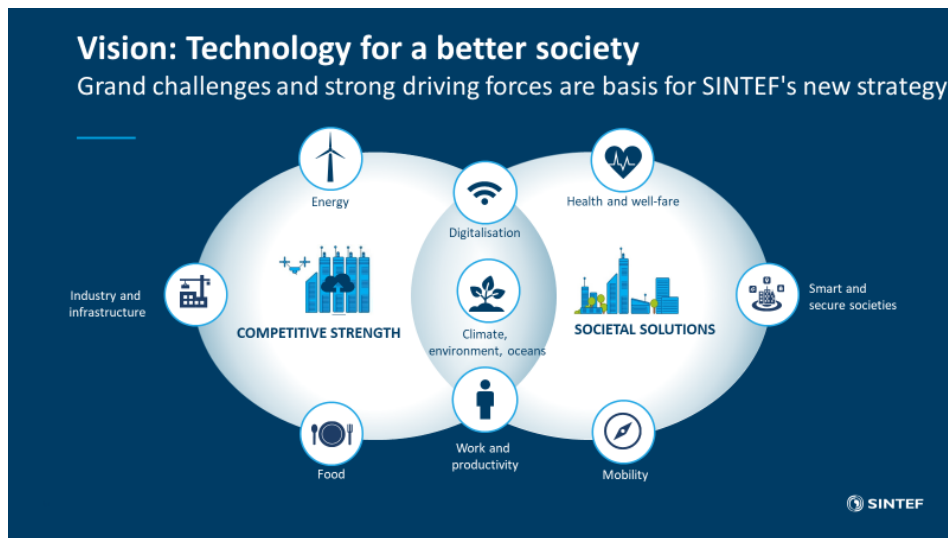 Vision: Technology for a better society
Grand challenges and strong driving forces are basis for SINTEF's new strategy
Energy
Health and well-fare
Digitalisation
Industry and
infrastructure
Smart and
secure societies
COMPETITIVE STRENGTH
SOCIETAL SOLUTIONS
Climate,
environment, oceans
Work and
productivity
Food
Mobility
SINTEF